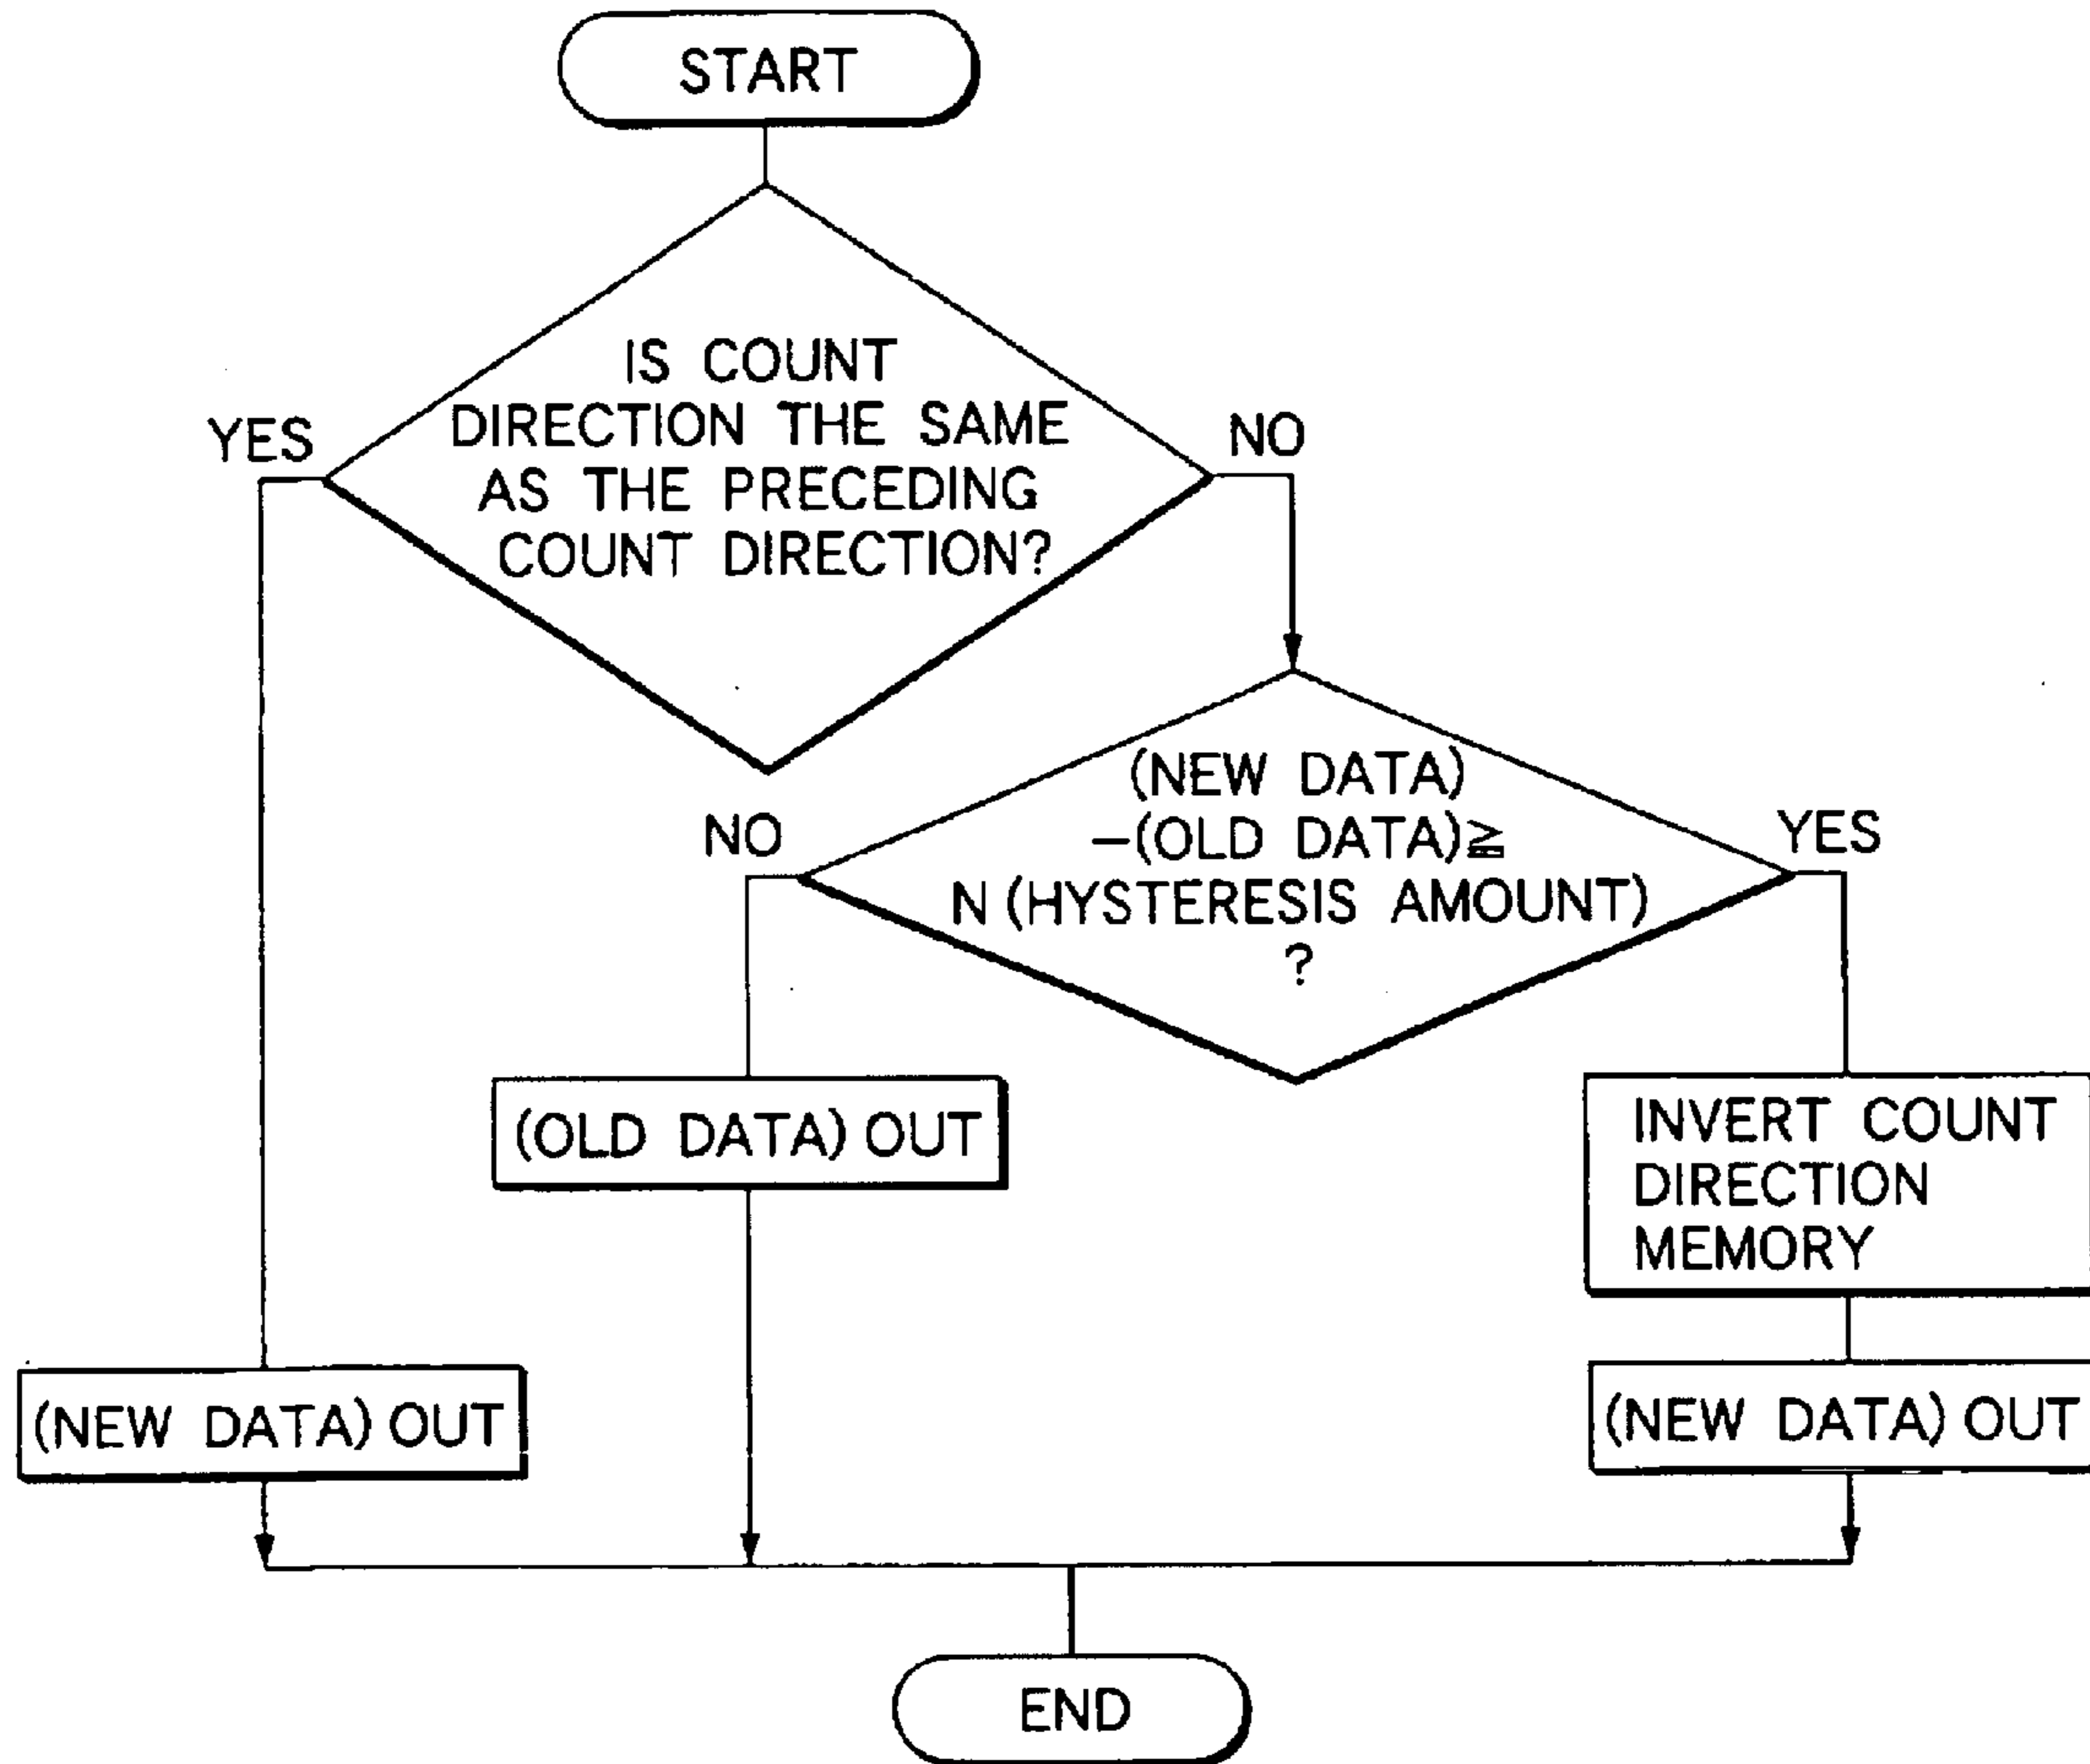 START
IS COUNT
DIRECTION THE SAME
AS THE PRECEDING
COUNT DIRECTION?
YES
NO
(NEW DATA)
−(OLD DATA)≧
N (HYSTERESIS AMOUNT)
?
NO
YES
(OLD DATA) OUT
INVERT COUNT
DIRECTION
MEMORY
(NEW DATA) OUT
(NEW DATA) OUT
END